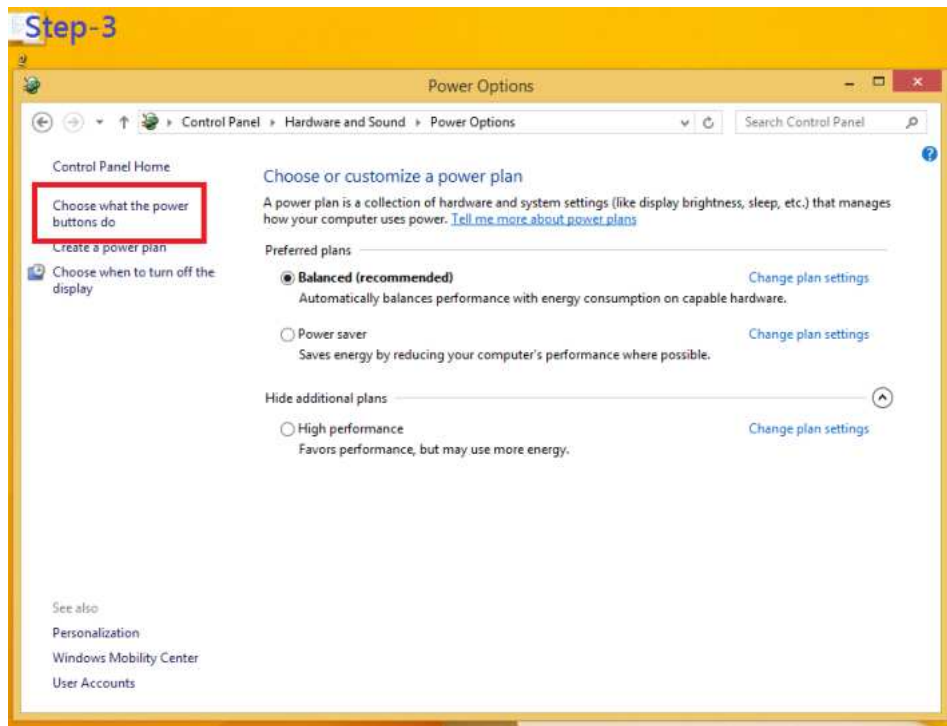 Step-3
Power Options
Control Panel Hardware and Sound Power Options
Search Control Panel
Control Panel Home
Choose what the power
buttons do
Create a power plan
Choose when to turn off the
display
Choose or customize a power plan
A power plan is a collection of hardware and system settings (like display brightness, sleep, etc.) that manages
how your computer uses power. Tell me more about power plans
Preferred plans
Balanced (recommended) Change plan settings
Automatically balances performance with energy consumption on capable hardware.
Power saver Change plan settings
Saves energy by reducing your computer's performance where possible.
Hide additional plans
High performance Change plan settings
Favors performance, but may use more energy.
See also
Personalization
Windows Mobility Center
User Accounts